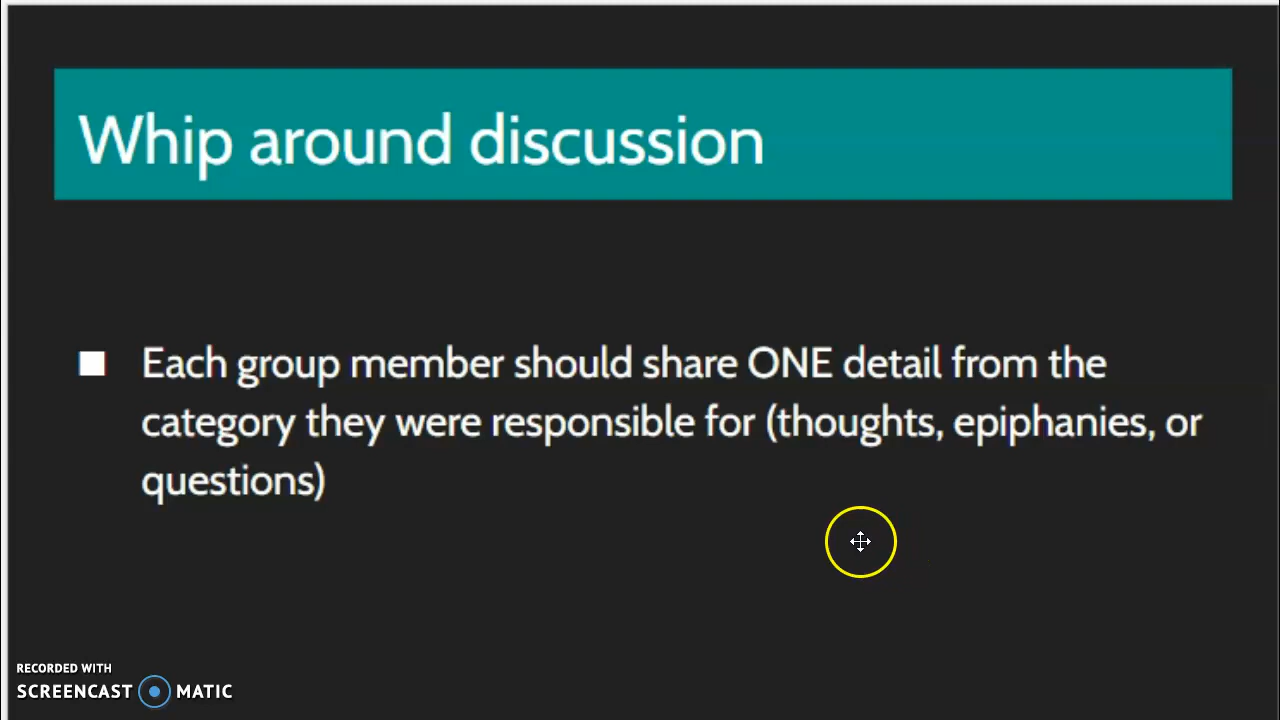 Whip around discussion
Each group member should share ONE detail from the
category they were responsible for (thoughts, epiphanies, or
questions)
RECORDED WITH
SCREENCAST MATIC